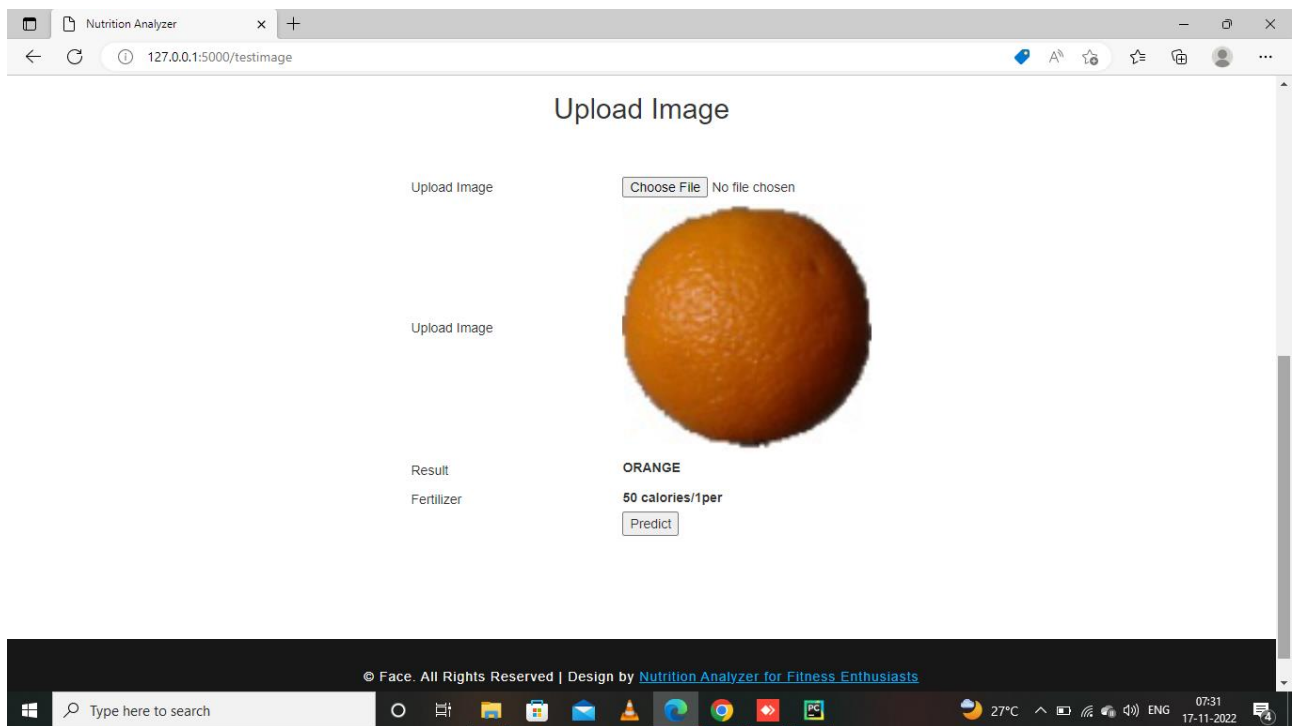 Nutrition Analyzer
127.0.0.1:5000/testimage
Upload Image
Upload Image Choose File No file chosen
Upload Image
Result ORANGE
Fertilizer 50 calories/1per
Predict
© Face. All Rights Reserved | Design by Nutrition Analyzer for Fitness Enthusiasts
Type here to search 27°C ENG 07:31
17-11-2022 4